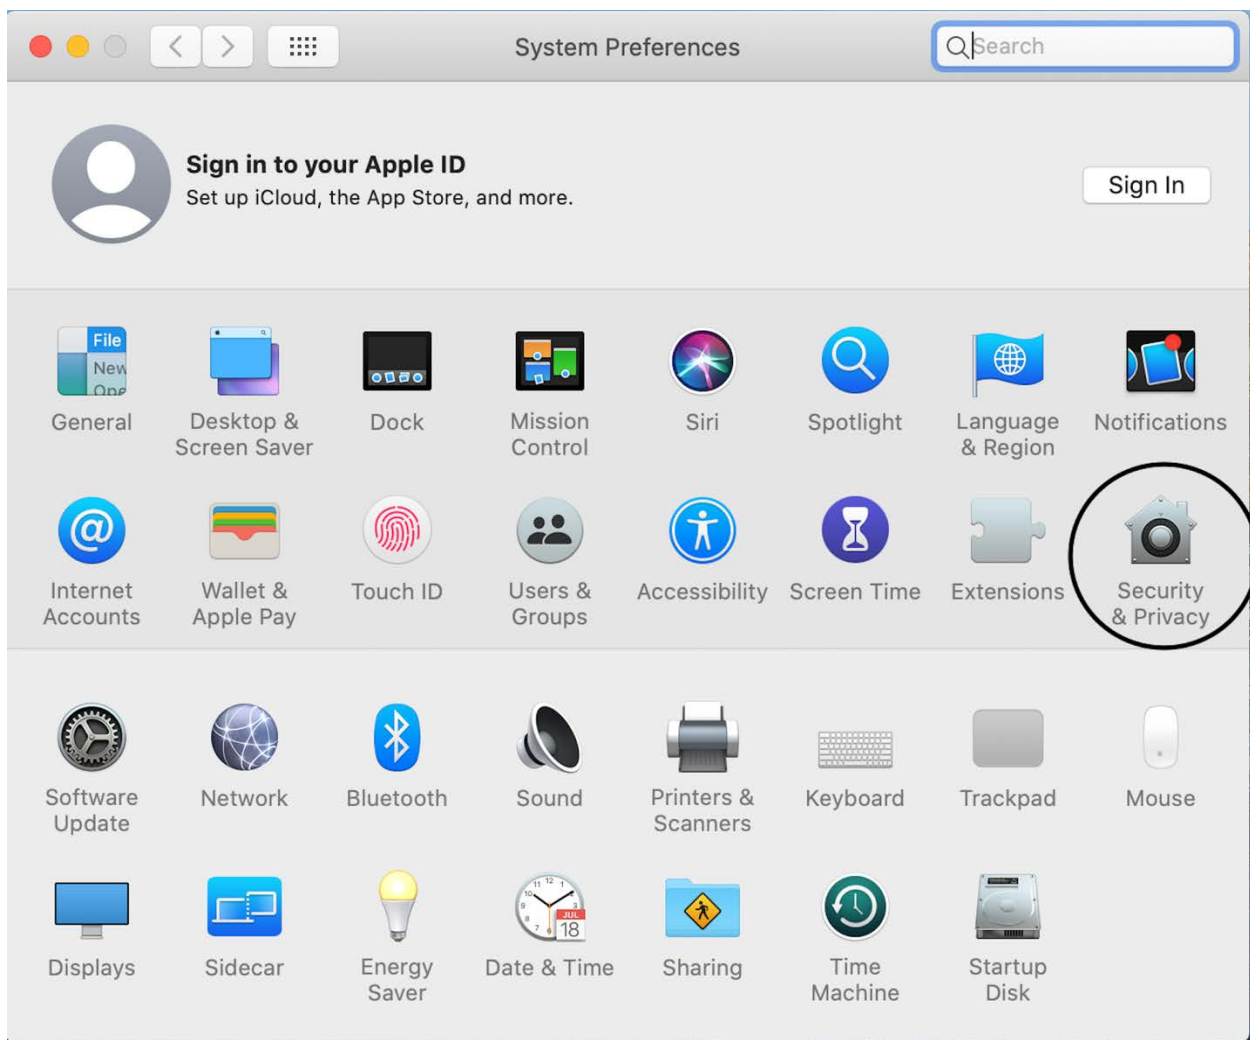 System Preferences
Search
Sign in to your Apple ID
Set up iCloud, the App Store, and more.
Sign In
File
New
Ope
General
Desktop &
Screen Saver
Dock
Mission
Control
Siri
Spotlight
Language
& Region
Notifications
Internet
Accounts
Wallet &
Apple Pay
Touch ID
Users &
Groups
Accessibility
Screen Time
Extensions
Security
& Privacy
Software
Update
Network
Bluetooth
Sound
Printers &
Scanners
Keyboard
Trackpad
Mouse
JUL
18
Displays
Sidecar
Energy
Saver
Date & Time
Sharing
Time
Machine
Startup
Disk